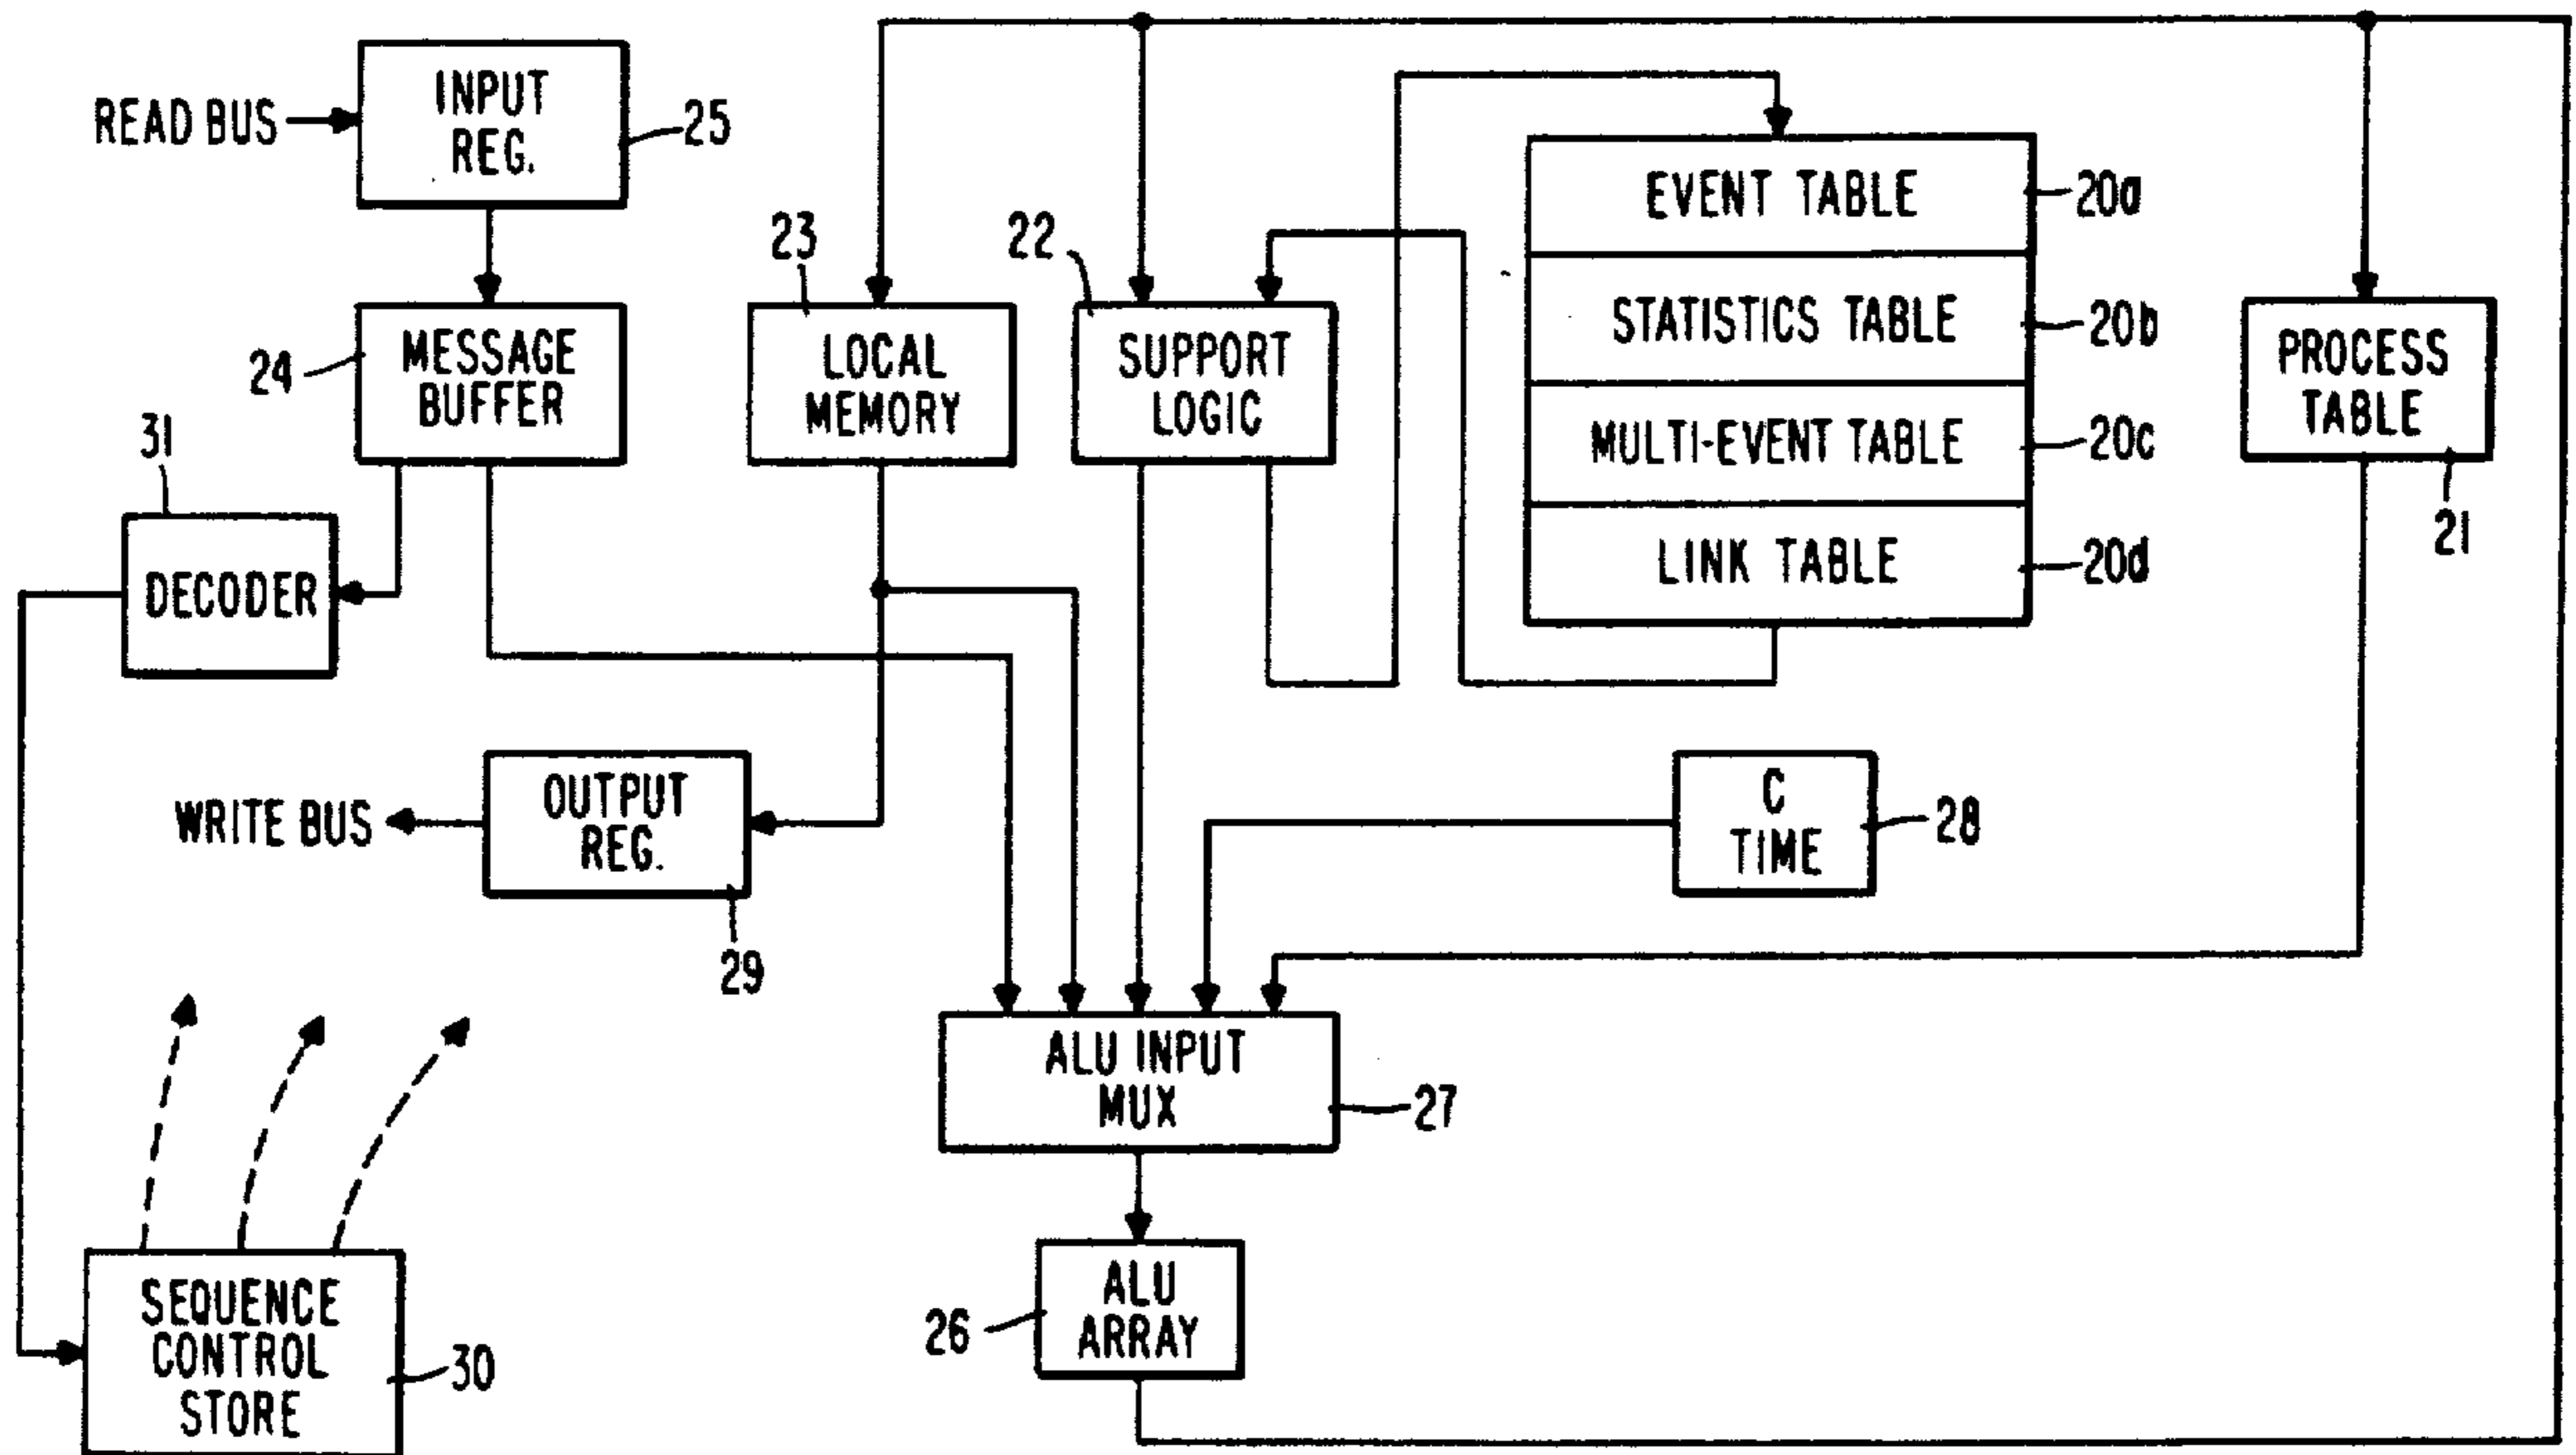 READ BUS
INPUT
REG.
25
MESSAGE
BUFFER
24
23
LOCAL
MEMORY
22
SUPPORT
LOGIC
EVENT TABLE
20a
STATISTICS TABLE
20b
MULTI-EVENT TABLE
20c
LINK TABLE
20d
PROCESS
TABLE
21
31
DECODER
WRITE BUS
OUTPUT
REG.
29
C
TIME
28
ALU INPUT
MUX
27
ALU
ARRAY
26
SEQUENCE
CONTROL
STORE
30